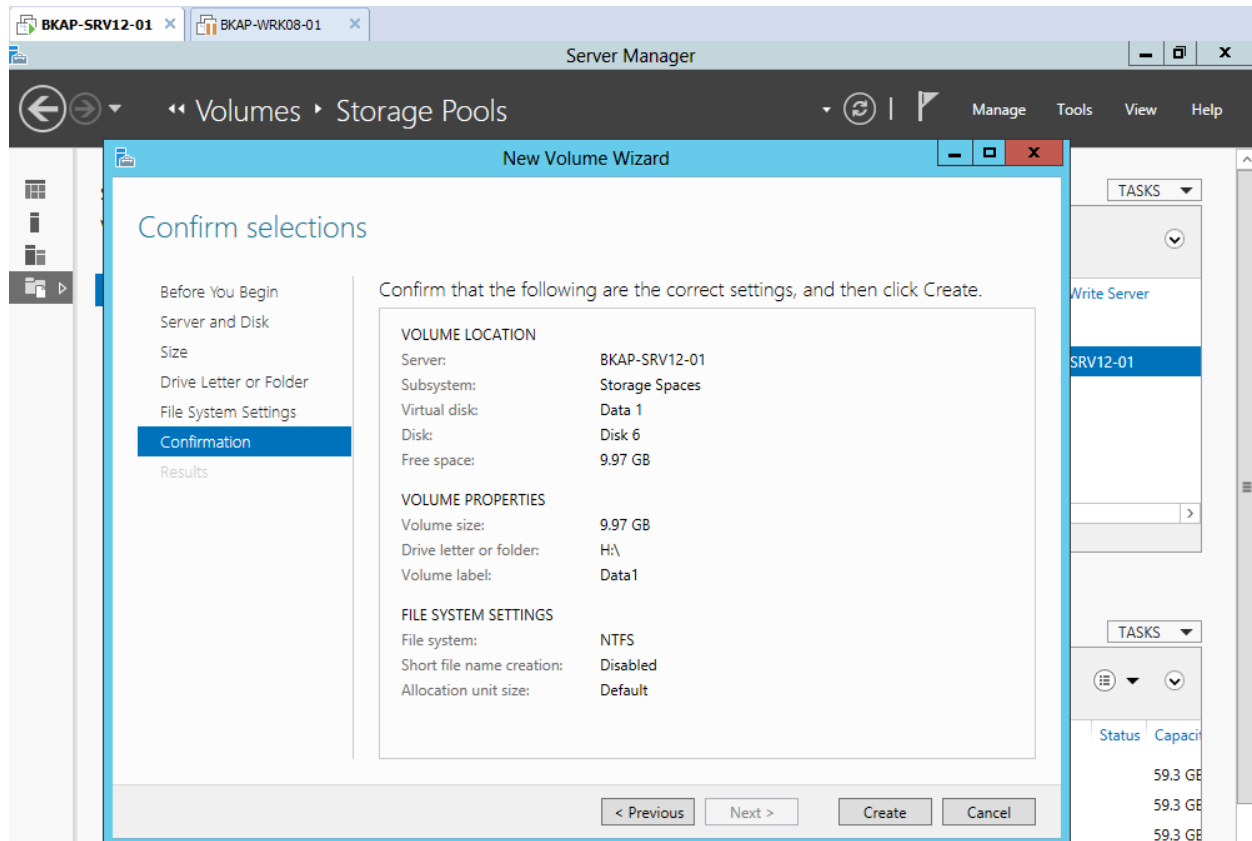 BKAP-SRV12-01 × BKAP-WRK08-01 ×
Server Manager
Volumes Storage Pools
Manage Tools View Help
New Volume Wizard
TASKS
Confirm selections
Before You Begin
Server and Disk
Size
Drive Letter or Folder
File System Settings
Confirmation
Results
Confirm that the following are the correct settings, and then click Create.
VOLUME LOCATION
Server: BKAP-SRV12-01
Subsystem: Storage Spaces
Virtual disk: Data 1
Disk: Disk 6
Free space: 9.97 GB
VOLUME PROPERTIES
Volume size: 9.97 GB
Drive letter or folder: H:\
Volume label: Data1
FILE SYSTEM SETTINGS
File system: NTFS
Short file name creation: Disabled
Allocation unit size: Default
< Previous Next > Create Cancel
Write Server
SRV12-01
TASKS
Status Capacit
59.3 GB
59.3 GB
59.3 GB